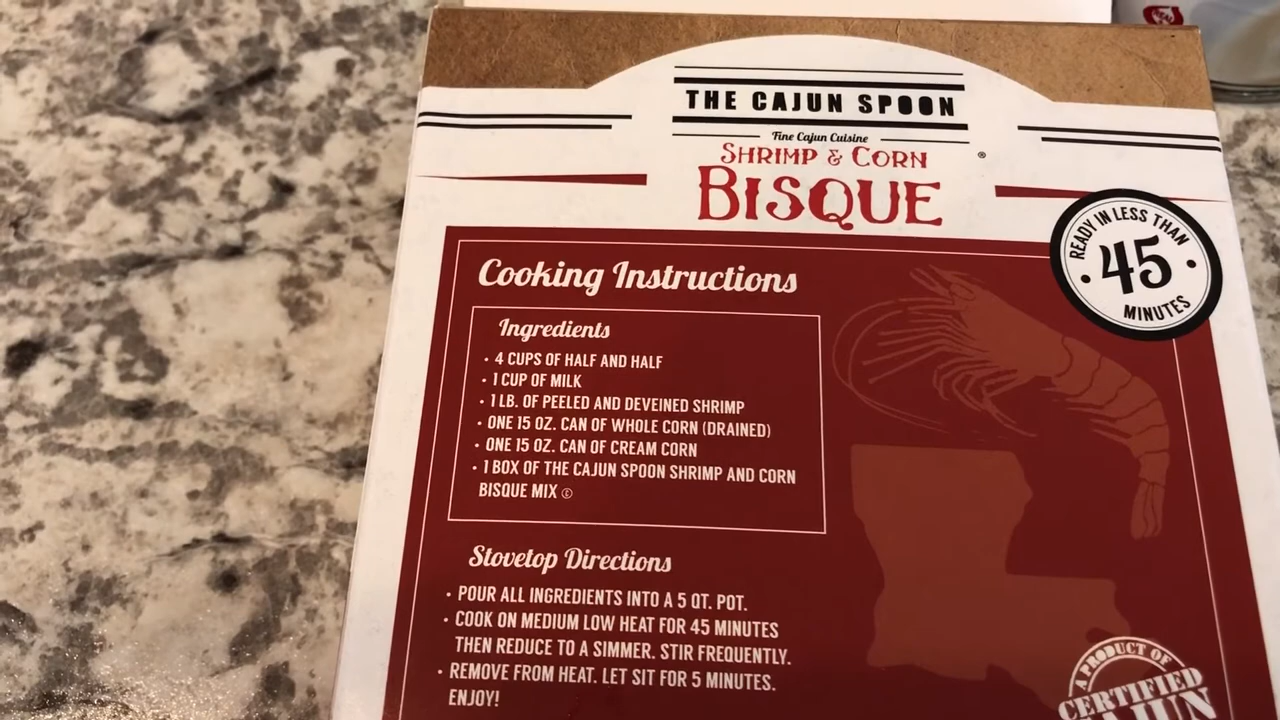 THE CAJUN SPOON
Fine Cajun Cuisine
SHRIMP & CORN ®
BISQUE
READY IN LESS THAN
45
MINUTES
Cooking Instructions
Ingredients
• 4 CUPS OF HALF AND HALF
• 1 CUP OF MILK
• 1 LB. OF PEELED AND DEVEINED SHRIMP
• ONE 15 OZ. CAN OF WHOLE CORN (DRAINED)
• ONE 15 OZ. CAN OF CREAM CORN
• 1 BOX OF THE CAJUN SPOON SHRIMP AND CORN
BISQUE MIX
Stovetop Directions
• POUR ALL INGREDIENTS INTO A 5 QT. POT.
• COOK ON MEDIUM LOW HEAT FOR 45 MINUTES
THEN REDUCE TO A SIMMER. STIR FREQUENTLY.
• REMOVE FROM HEAT. LET SIT FOR 5 MINUTES.
ENJOY!
A PRODUCT OF
CERTIFIED